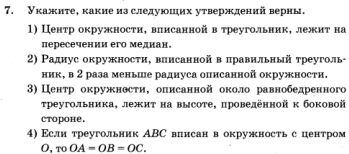 7. Укажите, какие из следующих утверждений верны.
1) Центр окружности, вписанной в треугольник, лежит на
пересечении его медиан.
2) Радиус окружности, вписанной в правильный треуголь-
ник, в 2 раза меньше радиуса описанной окружности.
3) Центр окружности, описанной около равнобедренного
треугольника, лежит на высоте, проведённой к боковой
стороне.
4) Если треугольник ABC вписан в окружность с центром
O, то OA = OB = OC.